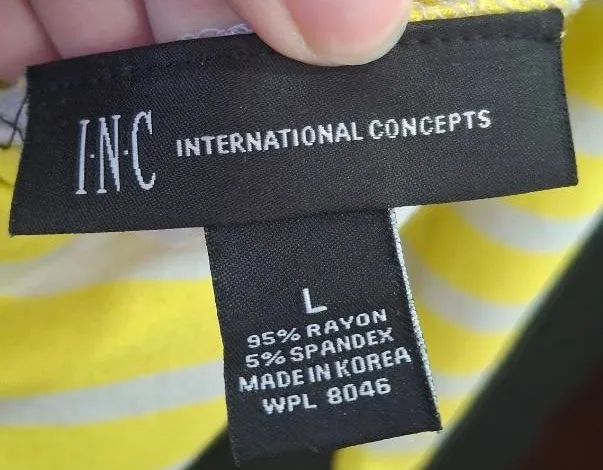 I·N·C INTERNATIONAL CONCEPTS
L
95% RAYON
5% SPANDEX
MADE IN KOREA
WPL 8046